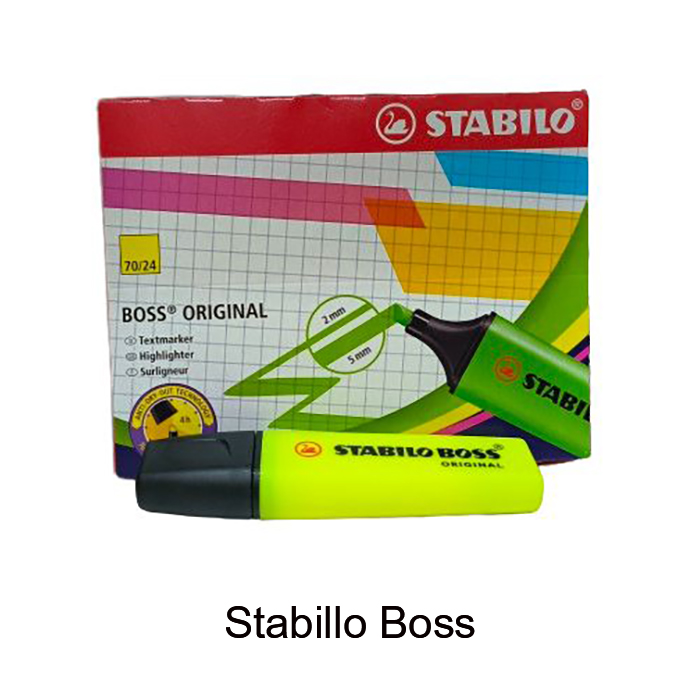 STABILO®
70/24
BOSS® ORIGINAL
Textmarker
Highlighter
Surligneur
2 mm
5 mm
ANTI-DRY-OUT TECHNOLOGY
4h
STABIL
STABILO BOSS
ORIGINAL
Stabillo Boss